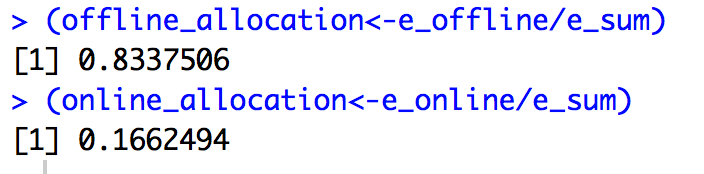 > (offline_allocation<-e_offline/e_sum)
[1] 0.8337506
> (online_allocation<-e_online/e_sum)
[1] 0.1662494